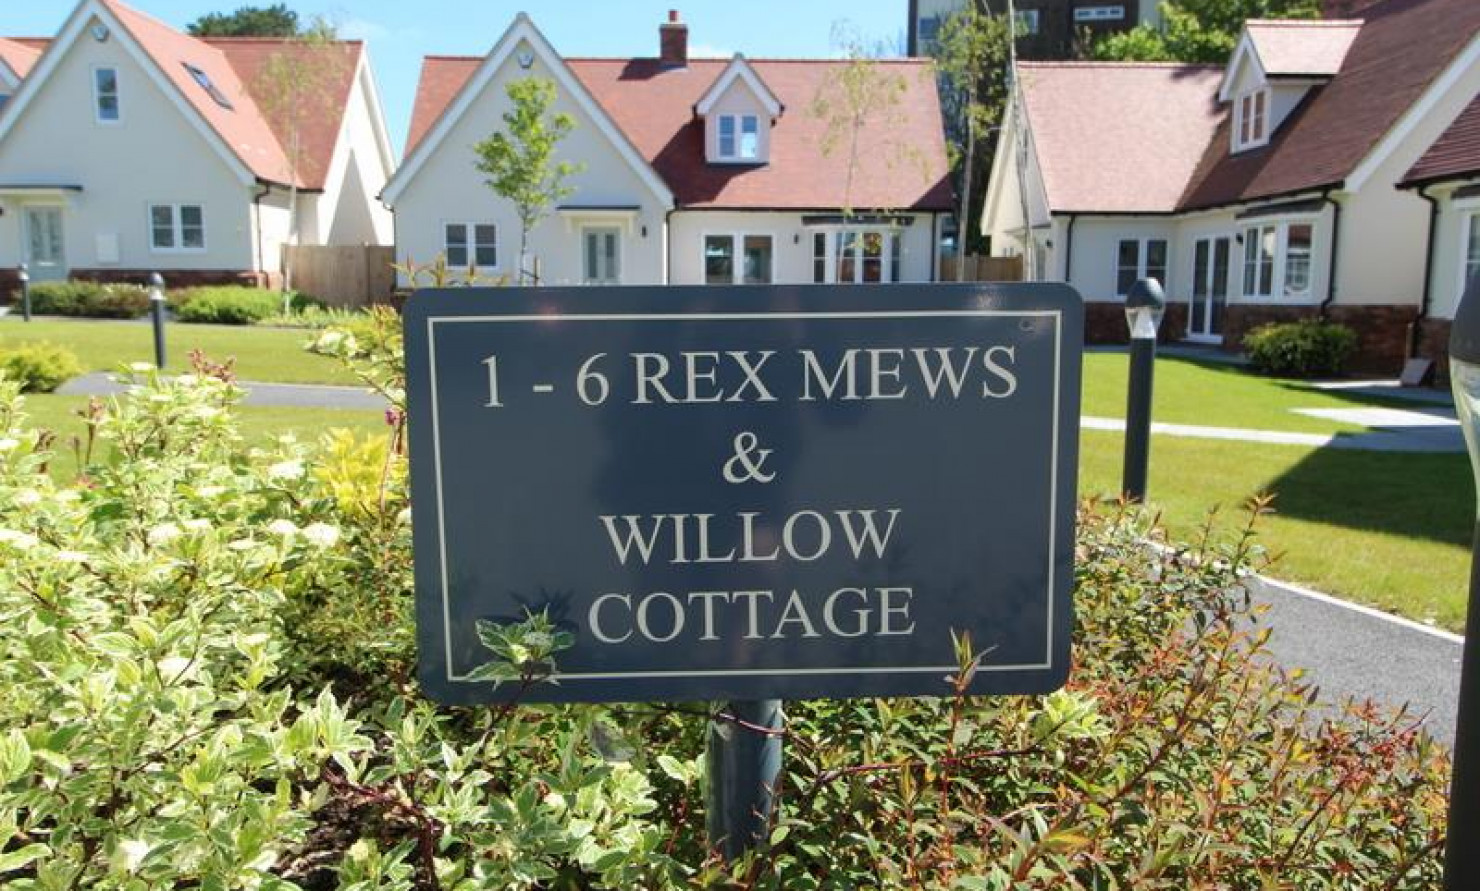 1 - 6 REX MEWS
&
WILLOW
COTTAGE